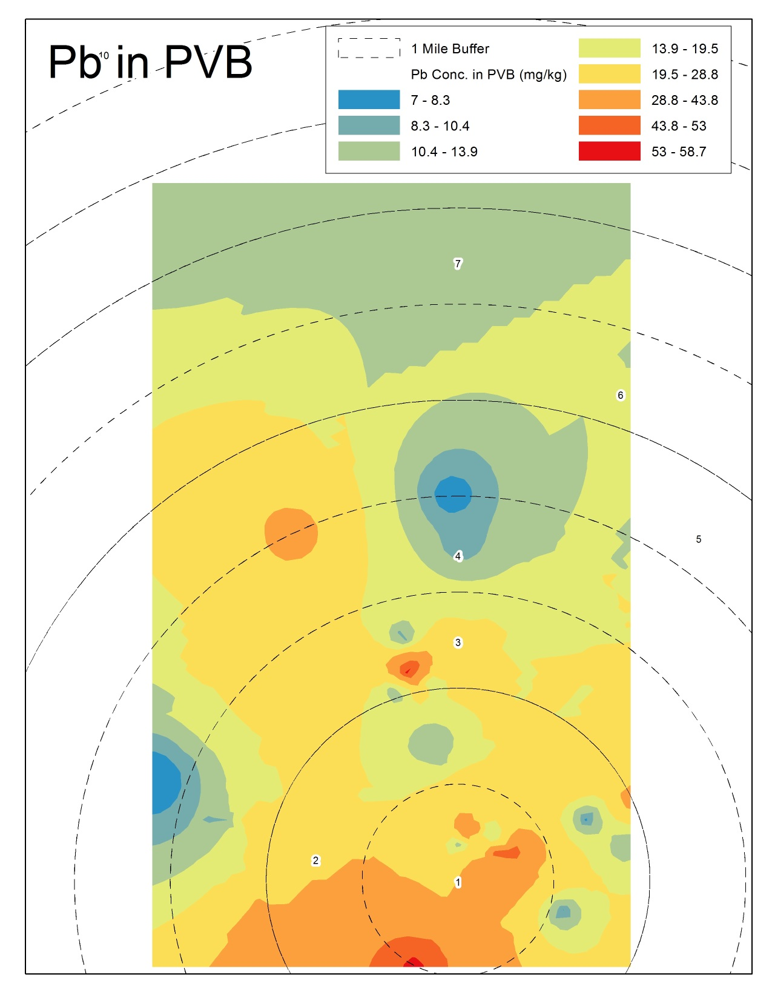 Pb10 in PVB
1 Mile Buffer
Pb Conc. in PVB (mg/kg)
7 - 8.3
8.3 - 10.4
10.4 - 13.9
13.9 - 19.5
19.5 - 28.8
28.8 - 43.8
43.8 - 53
53 - 58.7
7
6
5
4
3
2
1